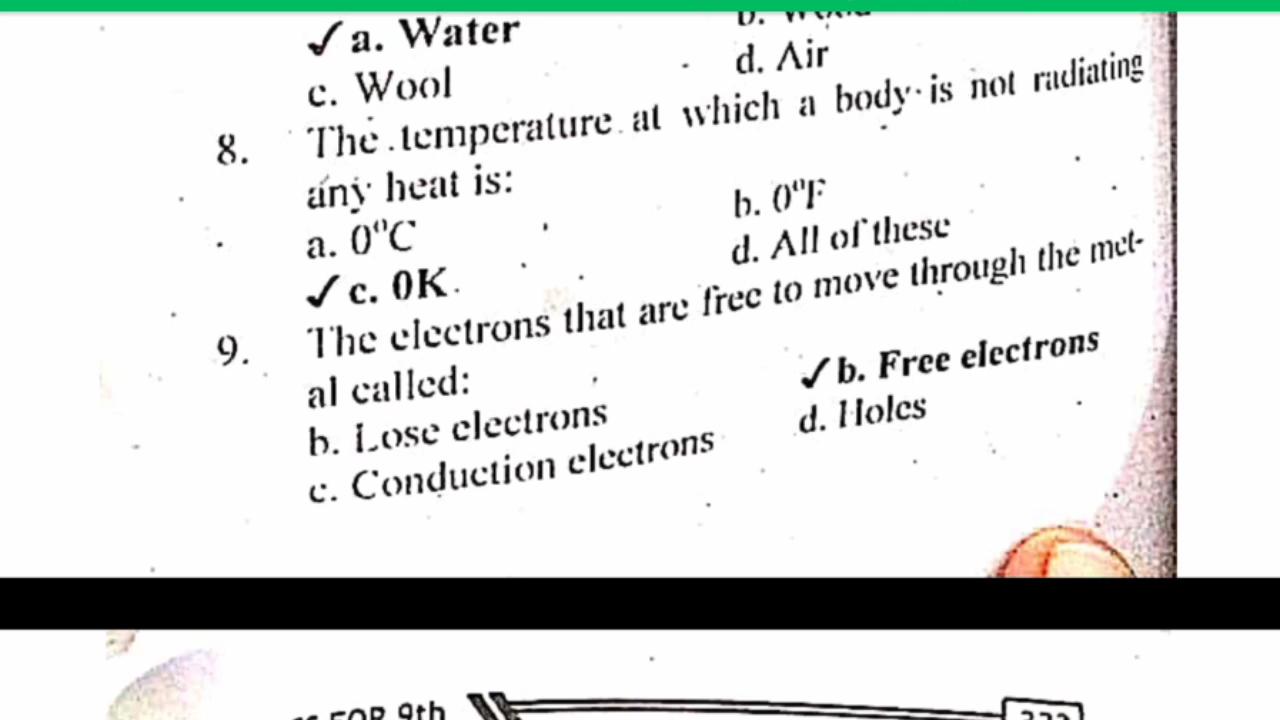 ✓ a. Water
c. Wool
d. Air
8. The temperature at which a body is not radiating
any heat is:
a. 0°C
b. 0°F
✓ c. 0K.
d. All of these
9. The electrons that are free to move through the met-
al called:
b. Lose electrons
✓ b. Free electrons
c. Conduction electrons
d. Holes
FOR 9th